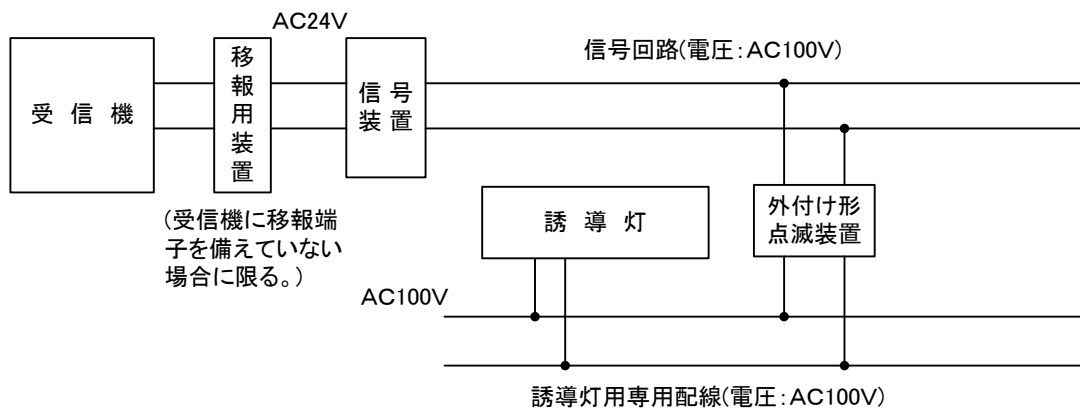 AC24V
受信機
移報用装置
信号
装置
信号回路(電圧:AC100V)
(受信機に移報端
子を備えていない
場合に限る。)
誘導灯
外付け形
点滅装置
AC100V
誘導灯用専用配線(電圧:AC100V)